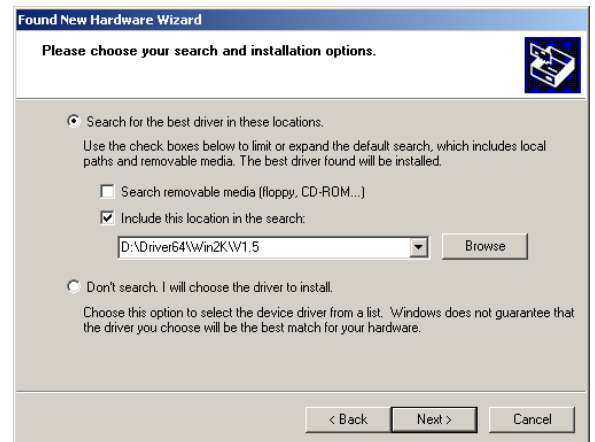 Found New Hardware Wizard
Please choose your search and installation options.
Search for the best driver in these locations.
Use the check boxes below to limit or expand the default search, which includes local
paths and removable media. The best driver found will be installed.
Search removable media (floppy, CD-ROM...)
Include this location in the search:
D:\Driver64\Win2K\V1.5
Browse
Don't search. I will choose the driver to install.
Choose this option to select the device driver from a list. Windows does not guarantee that
the driver you choose will be the best match for your hardware.
< Back
Next >
Cancel